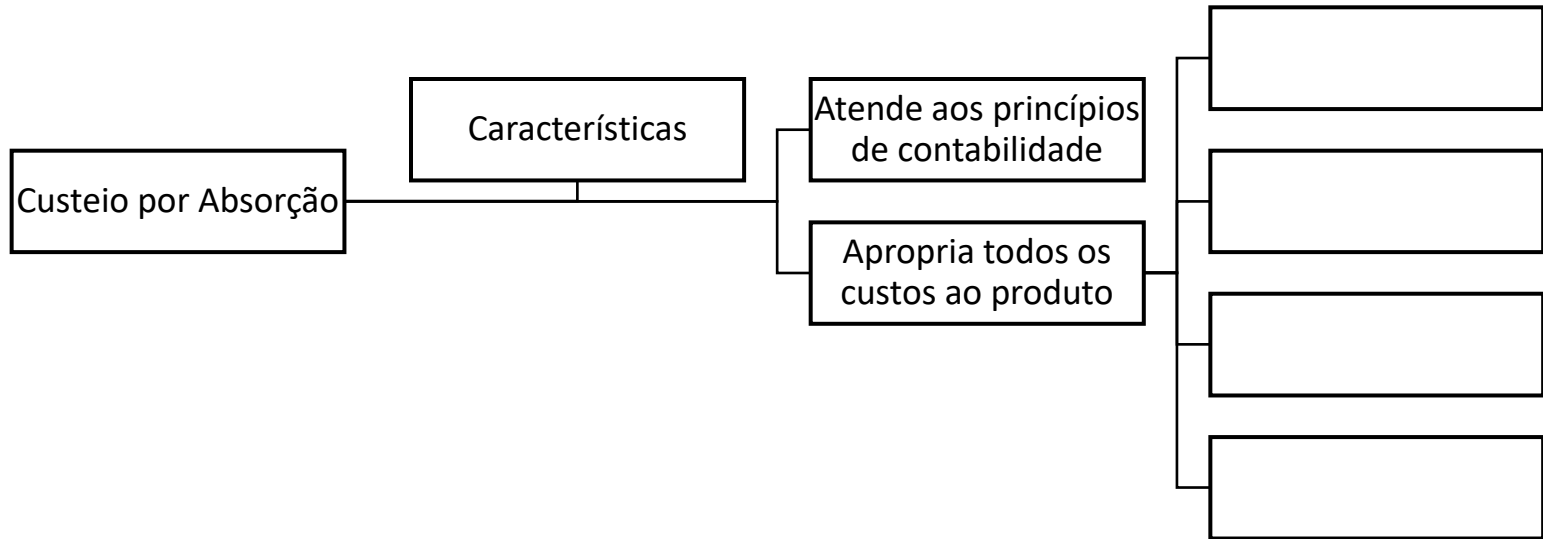 Custeio por Absorção
Características
Atende aos princípios
de contabilidade
Apropria todos os
custos ao produto